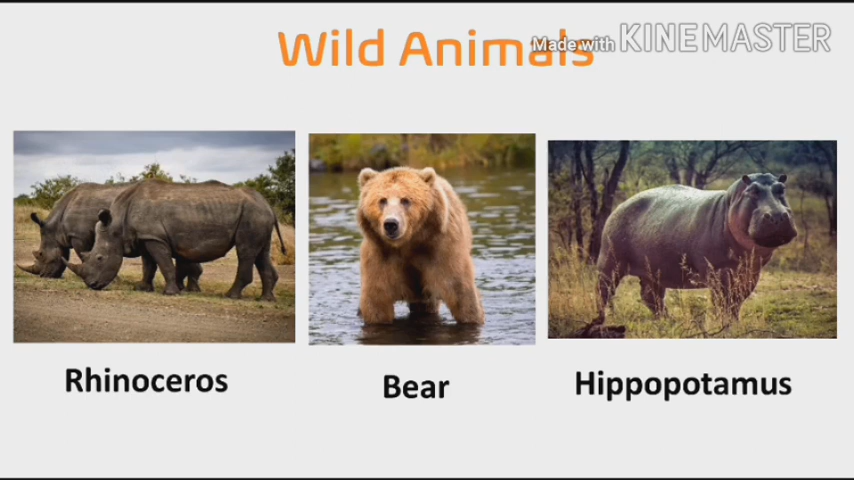 Wild Animals
Made with KINEMASTER
Rhinoceros
Bear
Hippopotamus